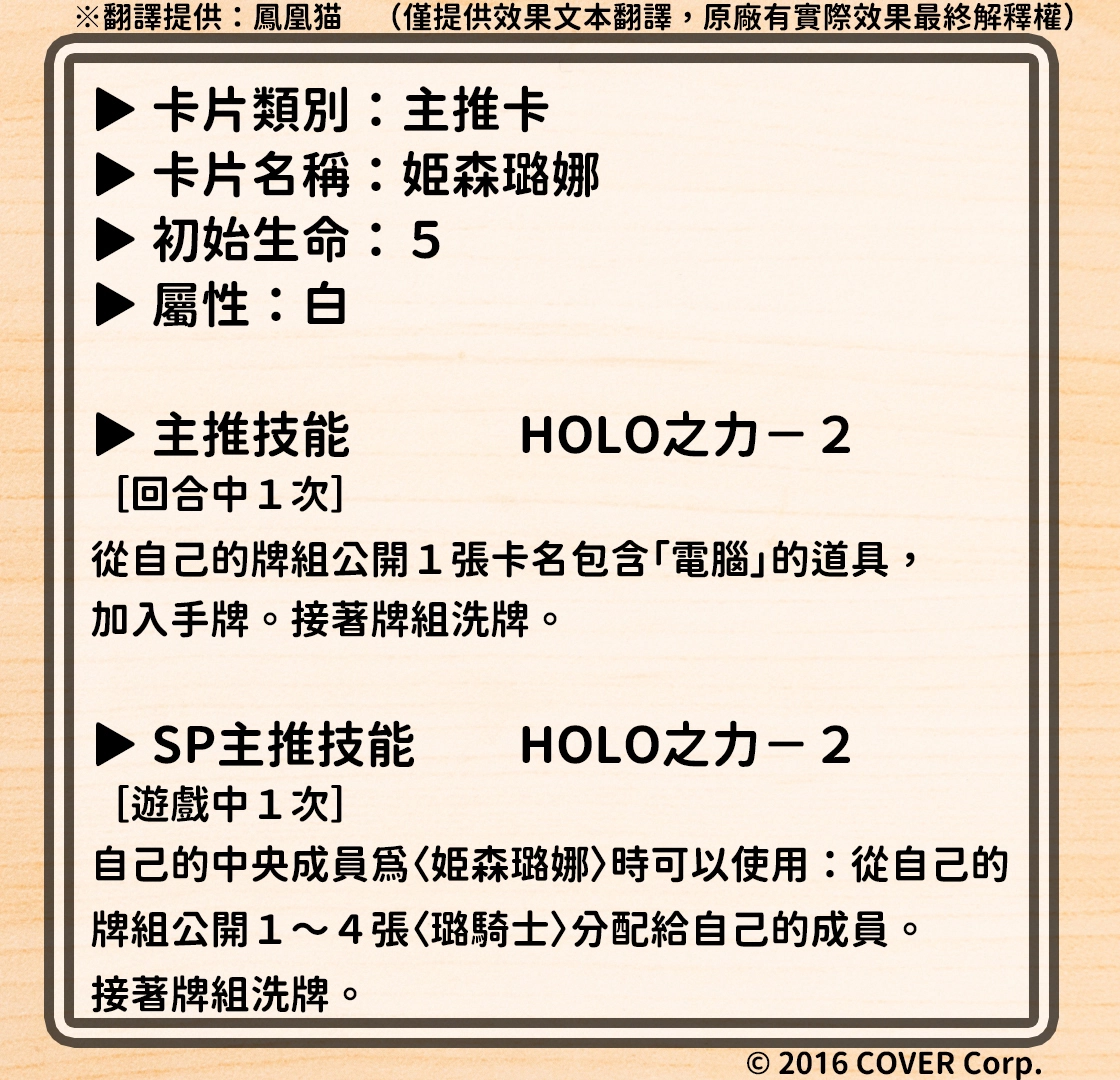 ※翻譯提供：鳳凰猫 （僅提供效果文本翻譯，原廠有實際效果最終解釋權）
▶ 卡片類別：主推卡
▶ 卡片名稱：姫森璐娜
▶ 初始生命：５
▶ 屬性：白
▶ 主推技能 HOLO之力－２
［回合中１次］
從自己的牌組公開１張卡名包含｢電腦｣的道具，
加入手牌。接著牌組洗牌。
▶ SP主推技能 HOLO之力－２
［遊戲中１次］
自己的中央成員爲〈姫森璐娜〉時可以使用：從自己的
牌組公開１～４張〈璐騎士〉分配給自己的成員。
接著牌組洗牌。
© 2016 COVER Corp.